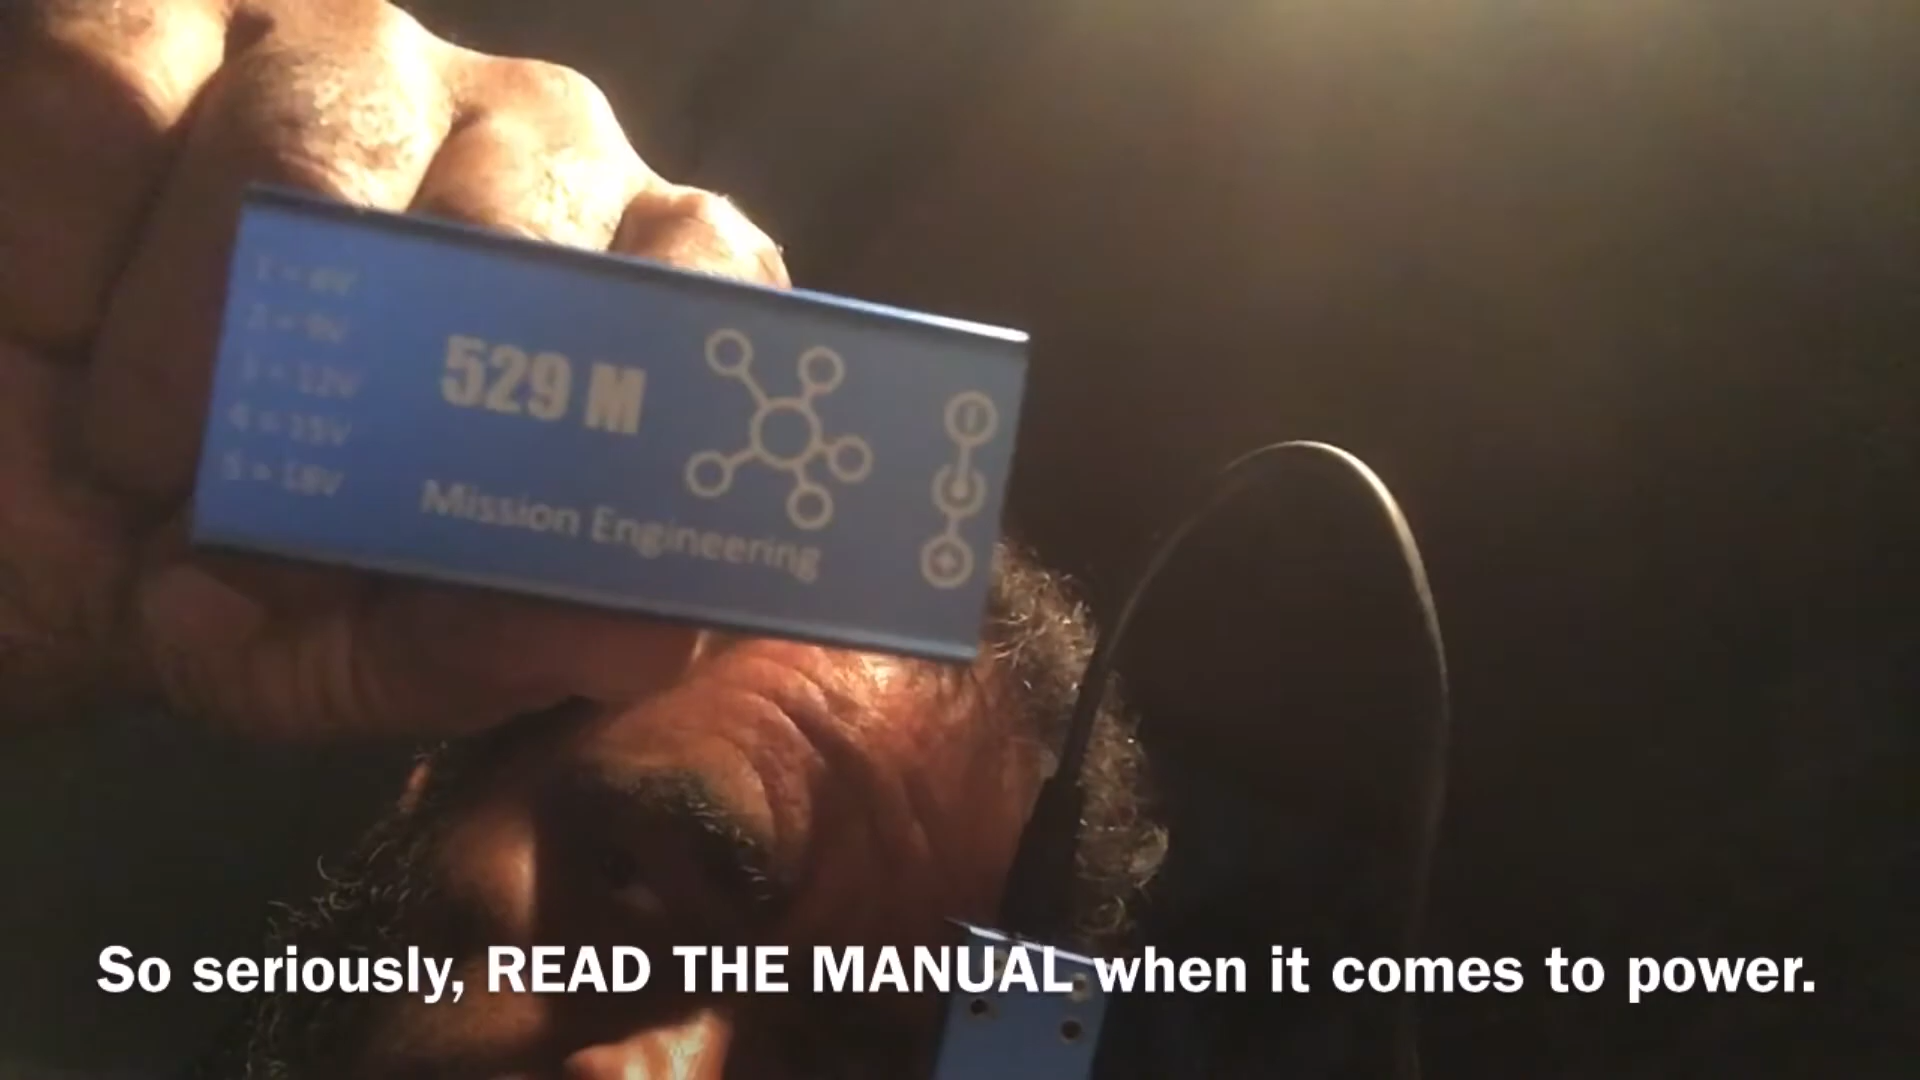 1 = 6V
2 = 9V
3 = 12V
4 = 15V
5 = 18V
529 M
Mission Engineering
So seriously, READ THE MANUAL when it comes to power.